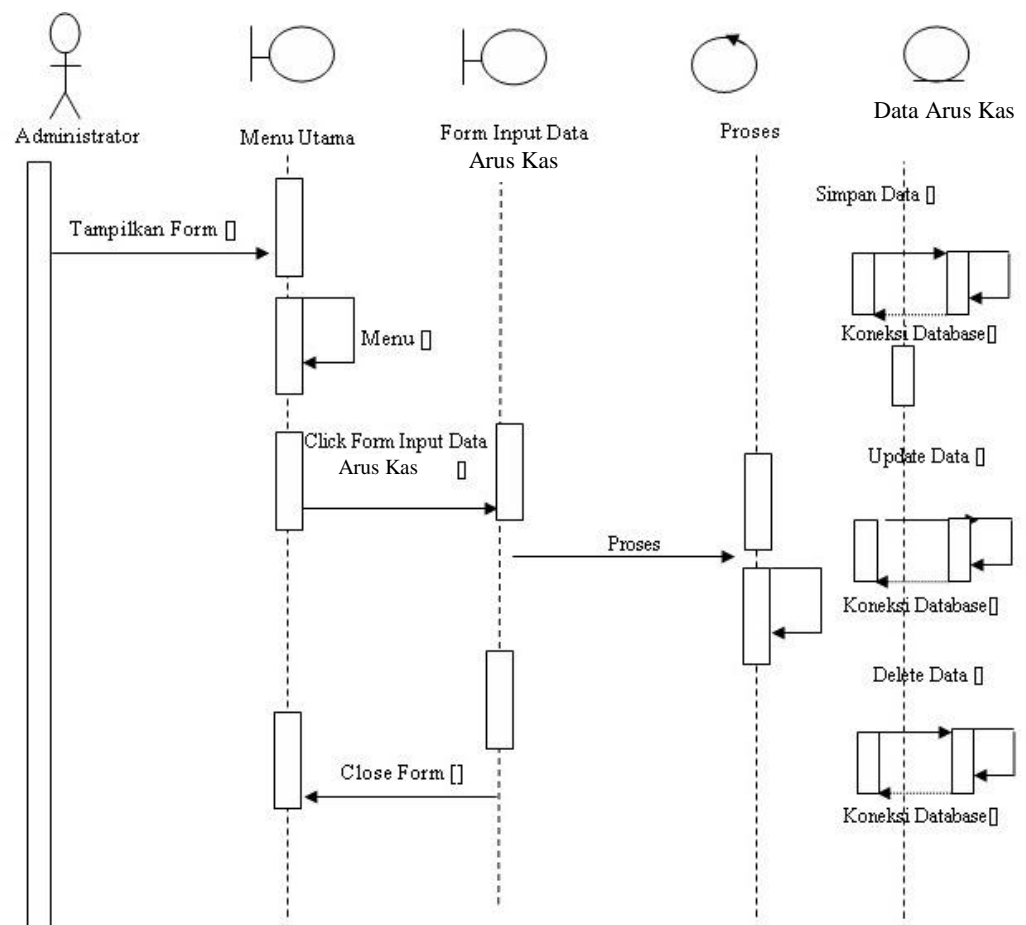 Administrator
Menu Utama
Form Input Data
Arus Kas
Proses
Data Arus Kas
Simpan Data []
Tampilkan Form []
Koneksi Database[]
Menu []
Click Form Input Data
Arus Kas []
Update Data []
Proses
Koneksi Database[]
Delete Data []
Close Form []
Koneksi Database[]